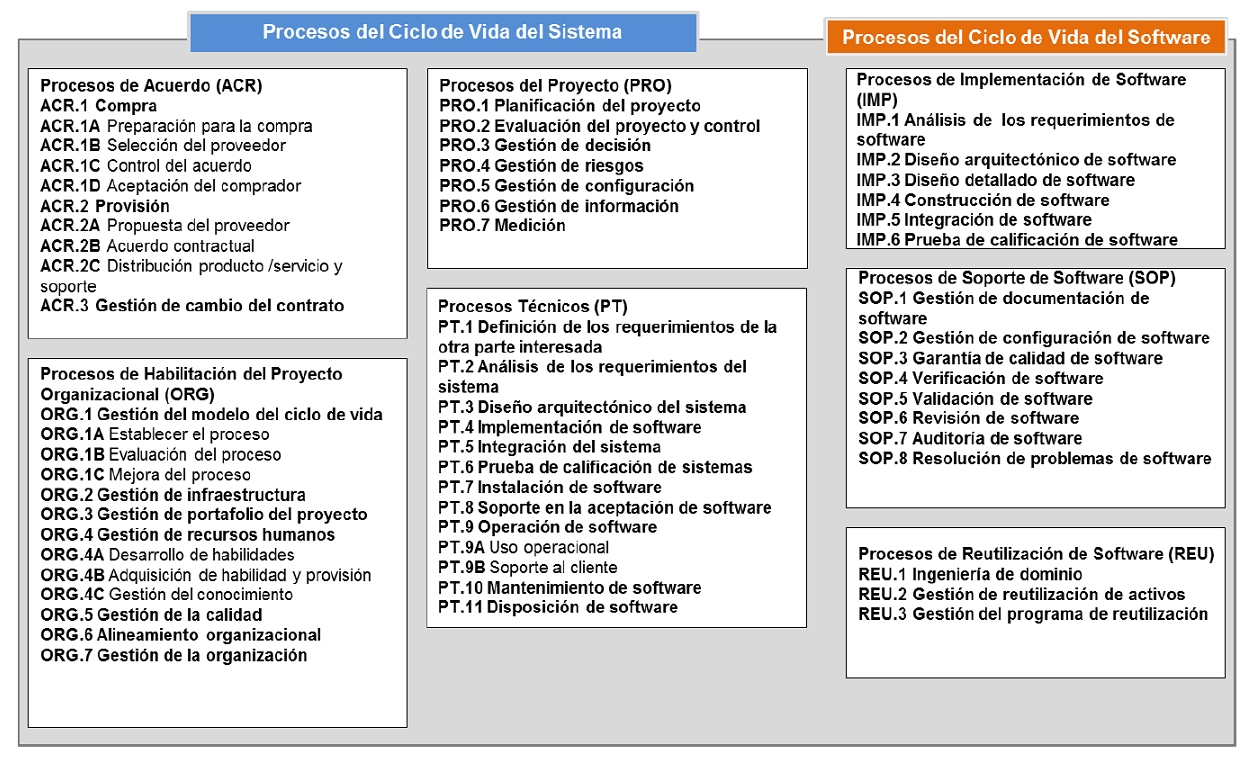 Procesos del Ciclo de Vida del Sistema
Procesos del Ciclo de Vida del Software
Procesos de Acuerdo (ACR)
ACR.1 Compra
ACR.1A Preparación para la compra
ACR.1B Selección del proveedor
ACR.1C Control del acuerdo
ACR.1D Aceptación del comprador
ACR.2 Provisión
ACR.2A Propuesta del proveedor
ACR.2B Acuerdo contractual
ACR.2C Distribución producto /servicio y
soporte
ACR.3 Gestión de cambio del contrato
Procesos de Habilitación del Proyecto
Organizacional (ORG)
ORG.1 Gestión del modelo del ciclo de vida
ORG.1A Establecer el proceso
ORG.1B Evaluación del proceso
ORG.1C Mejora del proceso
ORG.2 Gestión de infraestructura
ORG.3 Gestión de portafolio del proyecto
ORG.4 Gestión de recursos humanos
ORG.4A Desarrollo de habilidades
ORG.4B Adquisición de habilidad y provisión
ORG.4C Gestión del conocimiento
ORG.5 Gestión de la calidad
ORG.6 Alineamiento organizacional
ORG.7 Gestión de la organización
Procesos del Proyecto (PRO)
PRO.1 Planificación del proyecto
PRO.2 Evaluación del proyecto y control
PRO.3 Gestión de decisión
PRO.4 Gestión de riesgos
PRO.5 Gestión de configuración
PRO.6 Gestión de información
PRO.7 Medición
Procesos Técnicos (PT)
PT.1 Definición de los requerimientos de la
otra parte interesada
PT.2 Análisis de los requerimientos del
sistema
PT.3 Diseño arquitectónico del sistema
PT.4 Implementación de software
PT.5 Integración del sistema
PT.6 Prueba de calificación de sistemas
PT.7 Instalación de software
PT.8 Soporte en la aceptación de software
PT.9 Operación de software
PT.9A Uso operacional
PT.9B Soporte al cliente
PT.10 Mantenimiento de software
PT.11 Disposición de software
Procesos de Implementación de Software
(IMP)
IMP.1 Análisis de los requerimientos de
software
IMP.2 Diseño arquitectónico de software
IMP.3 Diseño detallado de software
IMP.4 Construcción de software
IMP.5 Integración de software
IMP.6 Prueba de calificación de software
Procesos de Soporte de Software (SOP)
SOP.1 Gestión de documentación de
software
SOP.2 Gestión de configuración de software
SOP.3 Garantía de calidad de software
SOP.4 Verificación de software
SOP.5 Validación de software
SOP.6 Revisión de software
SOP.7 Auditoría de software
SOP.8 Resolución de problemas de software
Procesos de Reutilización de Software (REU)
REU.1 Ingeniería de dominio
REU.2 Gestión de reutilización de activos
REU.3 Gestión del programa de reutilización